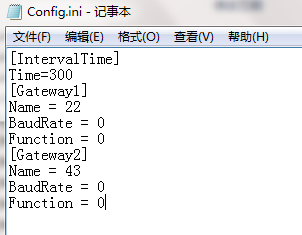 Config.ini - 记事本
文件(F) 编辑(E) 格式(O) 查看(V) 帮助(H)
[IntervalTime]
Time=300
[Gateway1]
Name = 22
BaudRate = 0
Function = 0
[Gateway2]
Name = 43
BaudRate = 0
Function = 0